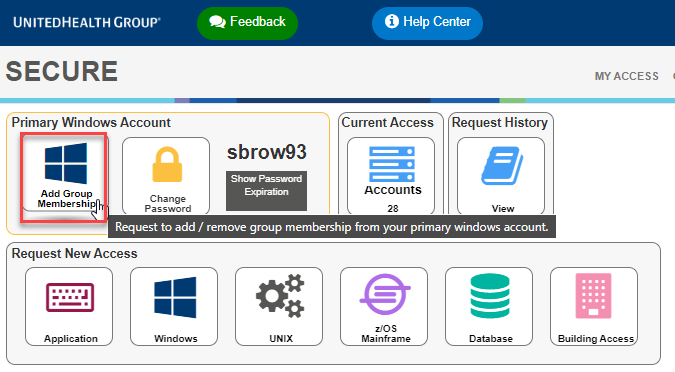 UNITEDHEALTH GROUP®
Feedback
Help Center
SECURE
MY ACCESS
Primary Windows Account
Current Access
Request History
Add Group
Membership
Change
Password
sbrow93
Show Password
Expiration
Accounts
28
View
Request to add / remove group membership from your primary windows account.
Request New Access
Application
Windows
UNIX
z/OS
Mainframe
Database
Building Access